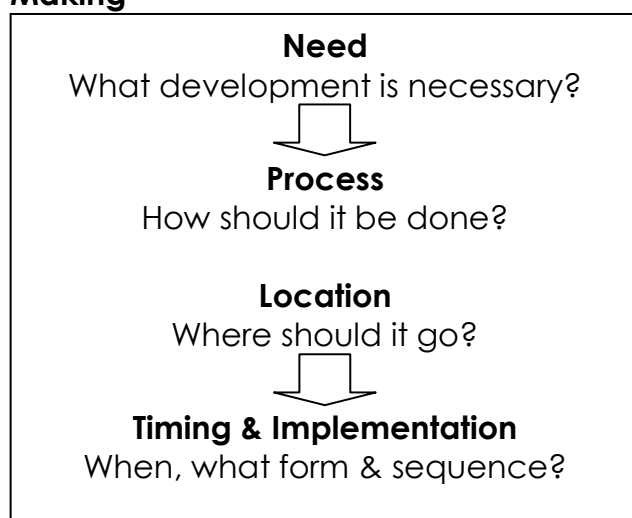 Making
Need
What development is necessary?
Process
How should it be done?
Location
Where should it go?
Timing & Implementation
When, what form & sequence?